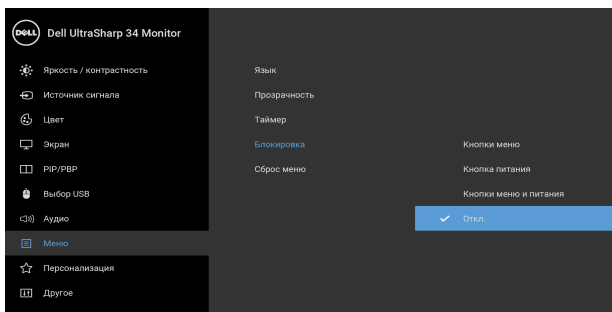 DELL Dell UltraSharp 34 Monitor
Яркость / контрастность
Источник сигнала
Цвет
Экран
PIP/PBP
Выбор USB
Аудио
Меню
Персонализация
Другое
Язык
Прозрачность
Таймер
Блокировка
Сброс меню
Кнопки меню
Кнопка питания
Кнопки меню и питания
Откл.